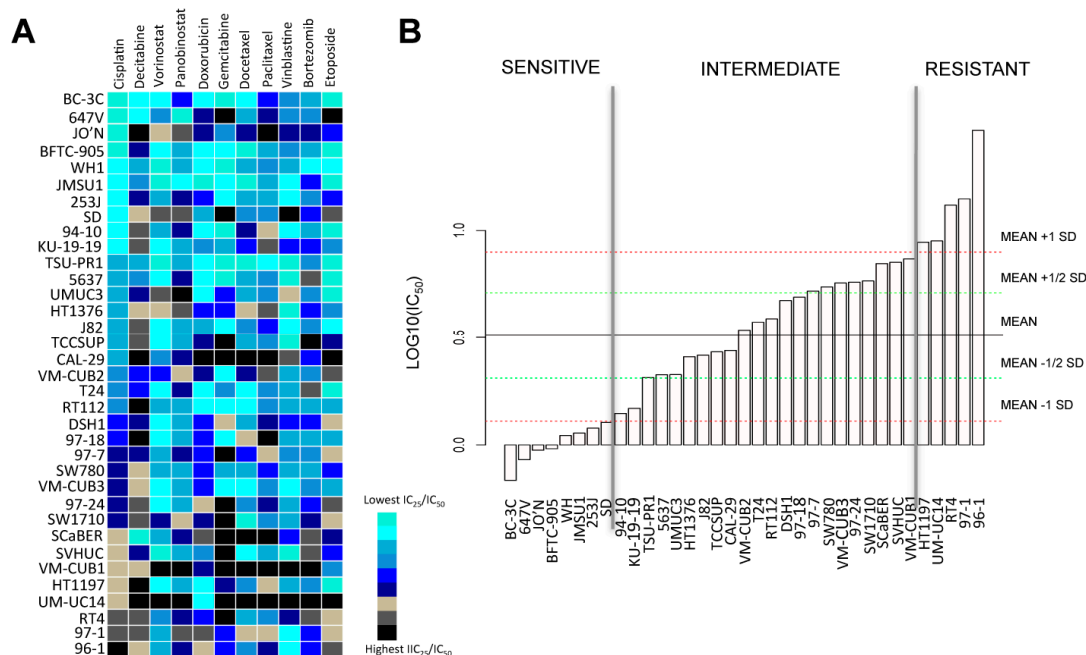 A
Cisplatin
Decitabine
Vorinostat
Panobinostat
Doxorubicin
Gemcitabine
Docetaxel
Paclitaxel
Vinblastine
Bortezomib
Etoposide
BC-3C
647V
JO'N
BFTC-905
WH1
JMSU1
253J
SD
94-10
KU-19-19
TSU-PR1
5637
UMUC3
HT1376
J82
TCCSUP
CAL-29
VM-CUB2
T24
RT112
DSH1
97-18
97-7
SW780
VM-CUB3
97-24
SW1710
SCaBER
SVHUC
VM-CUB1
HT1197
UM-UC14
RT4
97-1
96-1
Lowest IC25/IC50
Highest IIC25/IC50
B
SENSITIVE
INTERMEDIATE
RESISTANT
LOG10(IC50)
1.0
0.5
0.0
MEAN +1 SD
MEAN +1/2 SD
MEAN
MEAN -1/2 SD
MEAN -1 SD
BC-3C
647V
JO'N
BFTC-905
WH
JMSU1
253J
SD
94-10
KU-19-19
TSU-PR1
5637
UMUC3
HT1376
J82
TCCSUP
CAL-29
VM-CUB2
T24
RT112
DSH1
97-18
97-7
SW780
VM-CUB3
97-24
SW1710
SCaBER
SVHUC
VM-CUB1
HT1197
UM-UC14
RT4
97-1
96-1